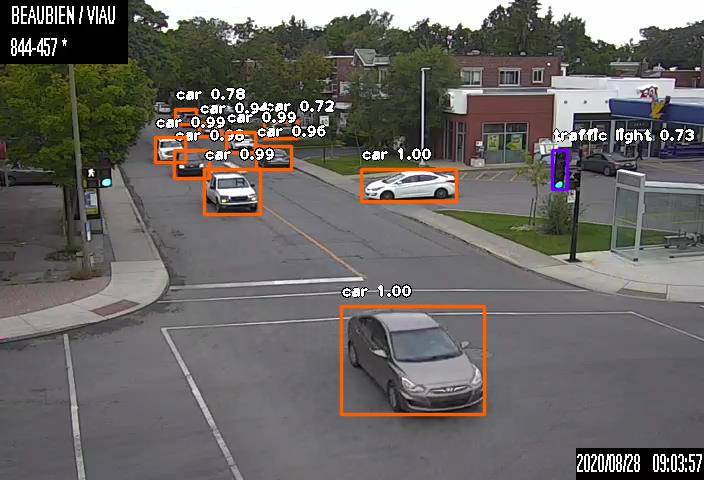 BEAUBIEN / VIAU
844-457 *
car 0.78
car 0.94
car 0.72
car 0.99
car 0.99
car 0.96
car 0.99
car 1.00
traffic light 0.73
car 1.00
2020/08/28 09:03:57